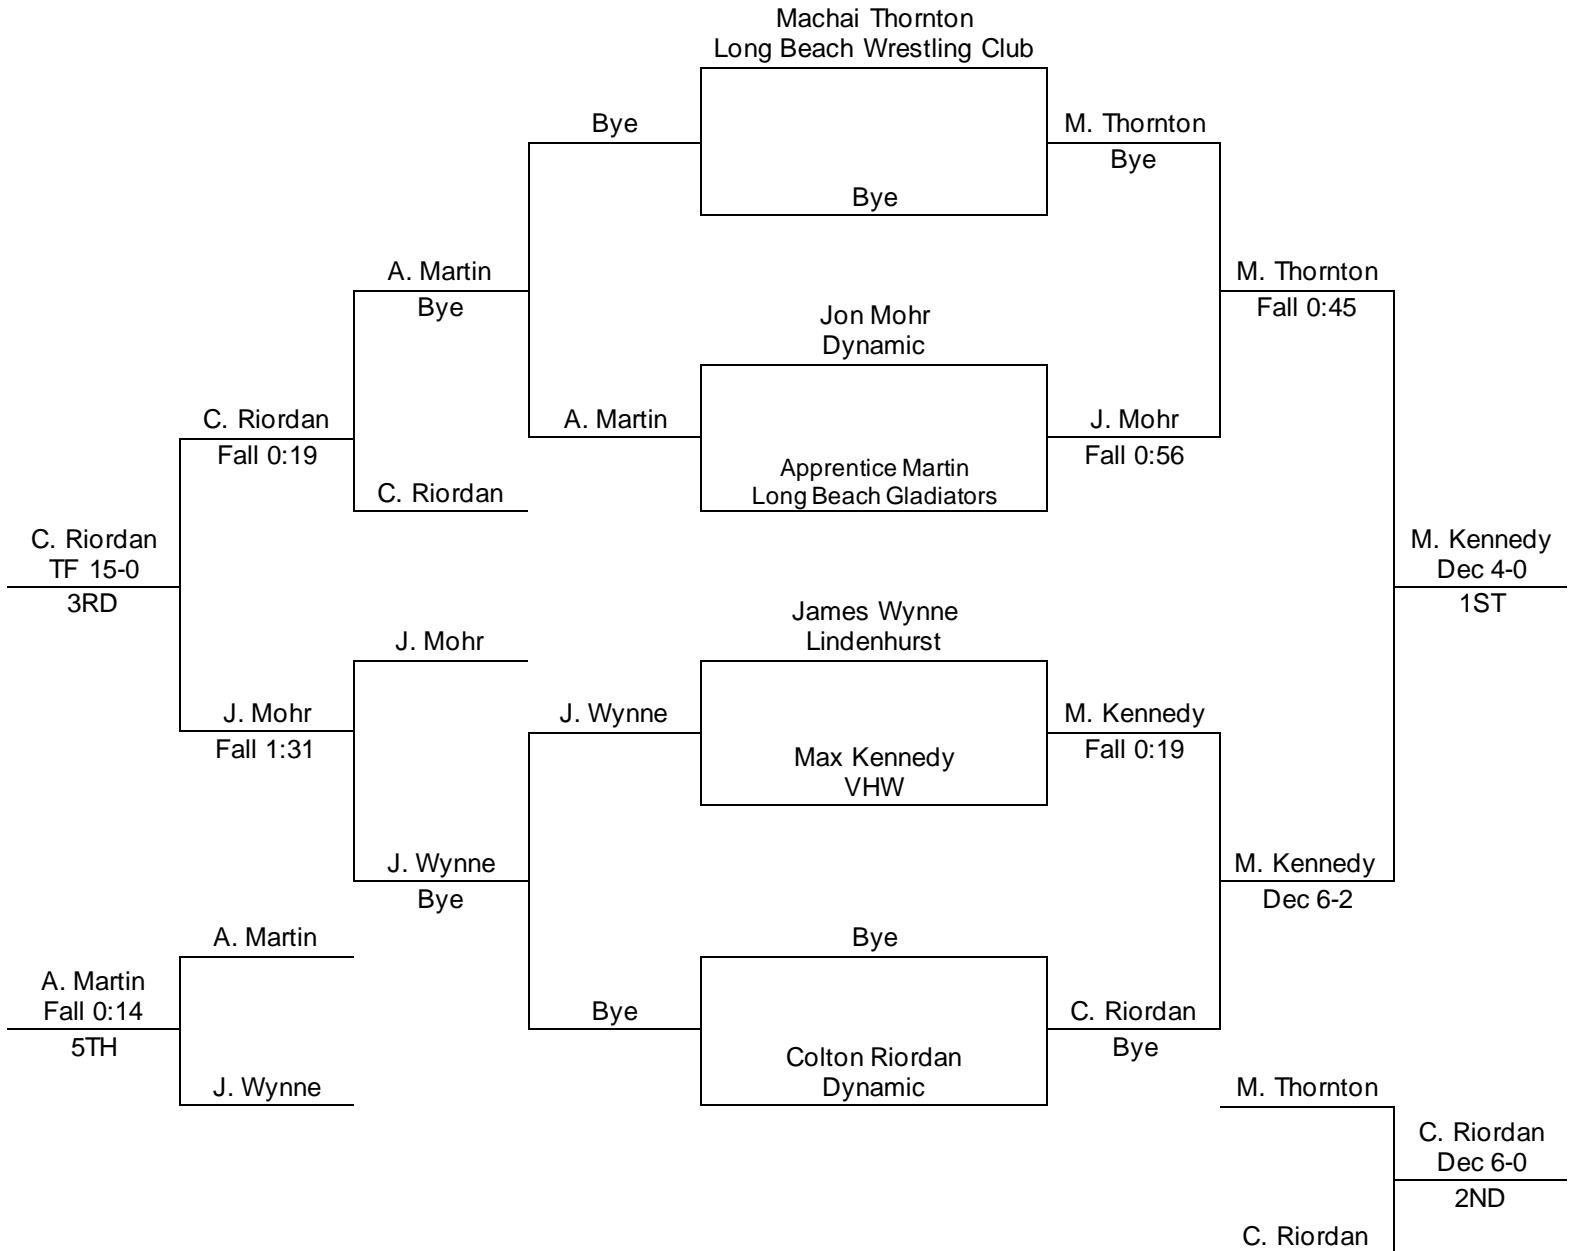 Machai Thornton
Long Beach Wrestling Club
Bye
M. Thornton
Bye
Bye
A. Martin
Bye
M. Thornton
Fall 0:45
Jon Mohr
Dynamic
C. Riordan
Fall 0:19
A. Martin
J. Mohr
Fall 0:56
Apprentice Martin
Long Beach Gladiators
C. Riordan
C. Riordan
TF 15-0
3RD
M. Kennedy
Dec 4-0
1ST
James Wynne
Lindenhurst
J. Mohr
J. Mohr
Fall 1:31
J. Wynne
M. Kennedy
Fall 0:19
Max Kennedy
VHW
J. Wynne
Bye
M. Kennedy
Dec 6-2
A. Martin
Bye
A. Martin
Fall 0:14
5TH
Bye
C. Riordan
Bye
Colton Riordan
Dynamic
J. Wynne
M. Thornton
C. Riordan
Dec 6-0
2ND
C. Riordan